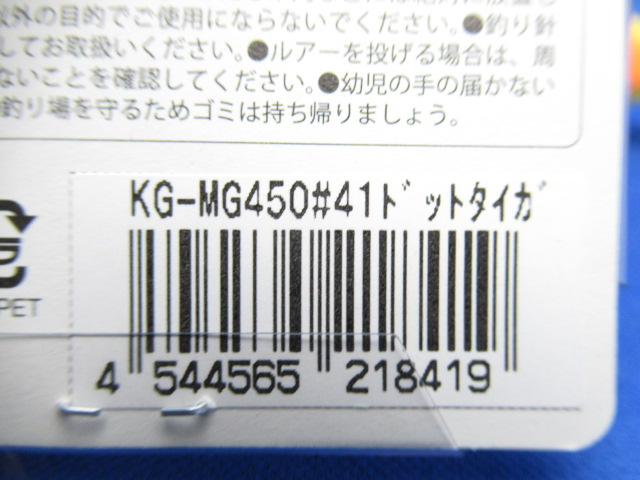 以外の目的でご使用にならないでください。●釣り針
してお取扱いください。●ルアーを投げる場合は、周
ないことを確認してください。●幼児の手の届かない
釣り場を守るためゴミは持ち帰りましょう。
KG-MG450#41ﾄﾞｯﾄﾀｲｶﾞ
プラ
PET
4 544565 218419